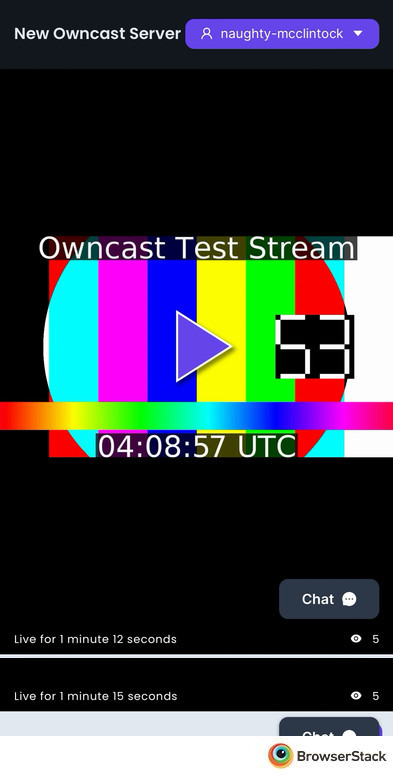 New Owncast Server
naughty-mcclintock
Owncast Test Stream
53
04:08:57 UTC
Chat
Live for 1 minute 12 seconds 5
Live for 1 minute 15 seconds 5
Chat
BrowserStack